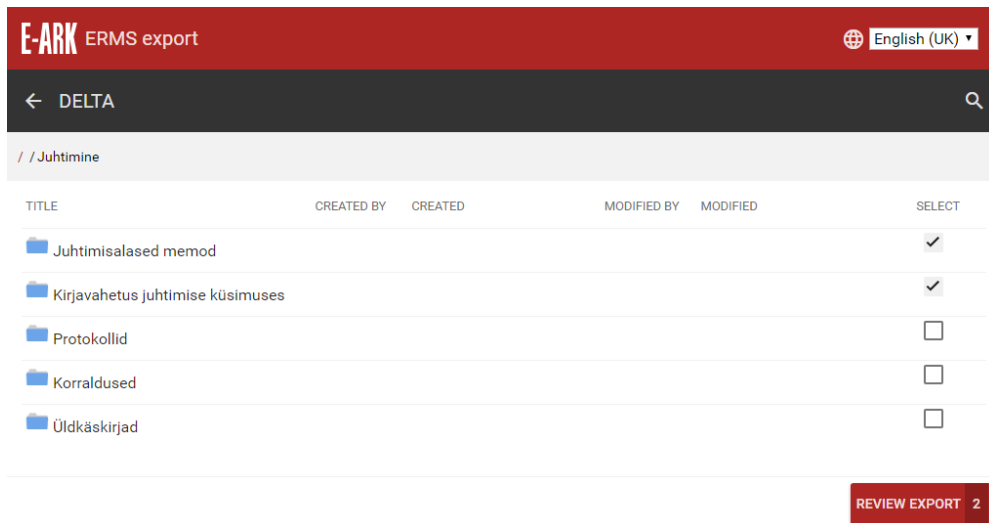 E-ARK ERMS export English (UK)
DELTA
/ / Juhtimine
TITLE CREATED BY CREATED MODIFIED BY MODIFIED SELECT
Juhtimisalased memod
Kirjavahetus juhtimise küsimuses
Protokollid
Korraldused
Üldkäskirjad
REVIEW EXPORT 2